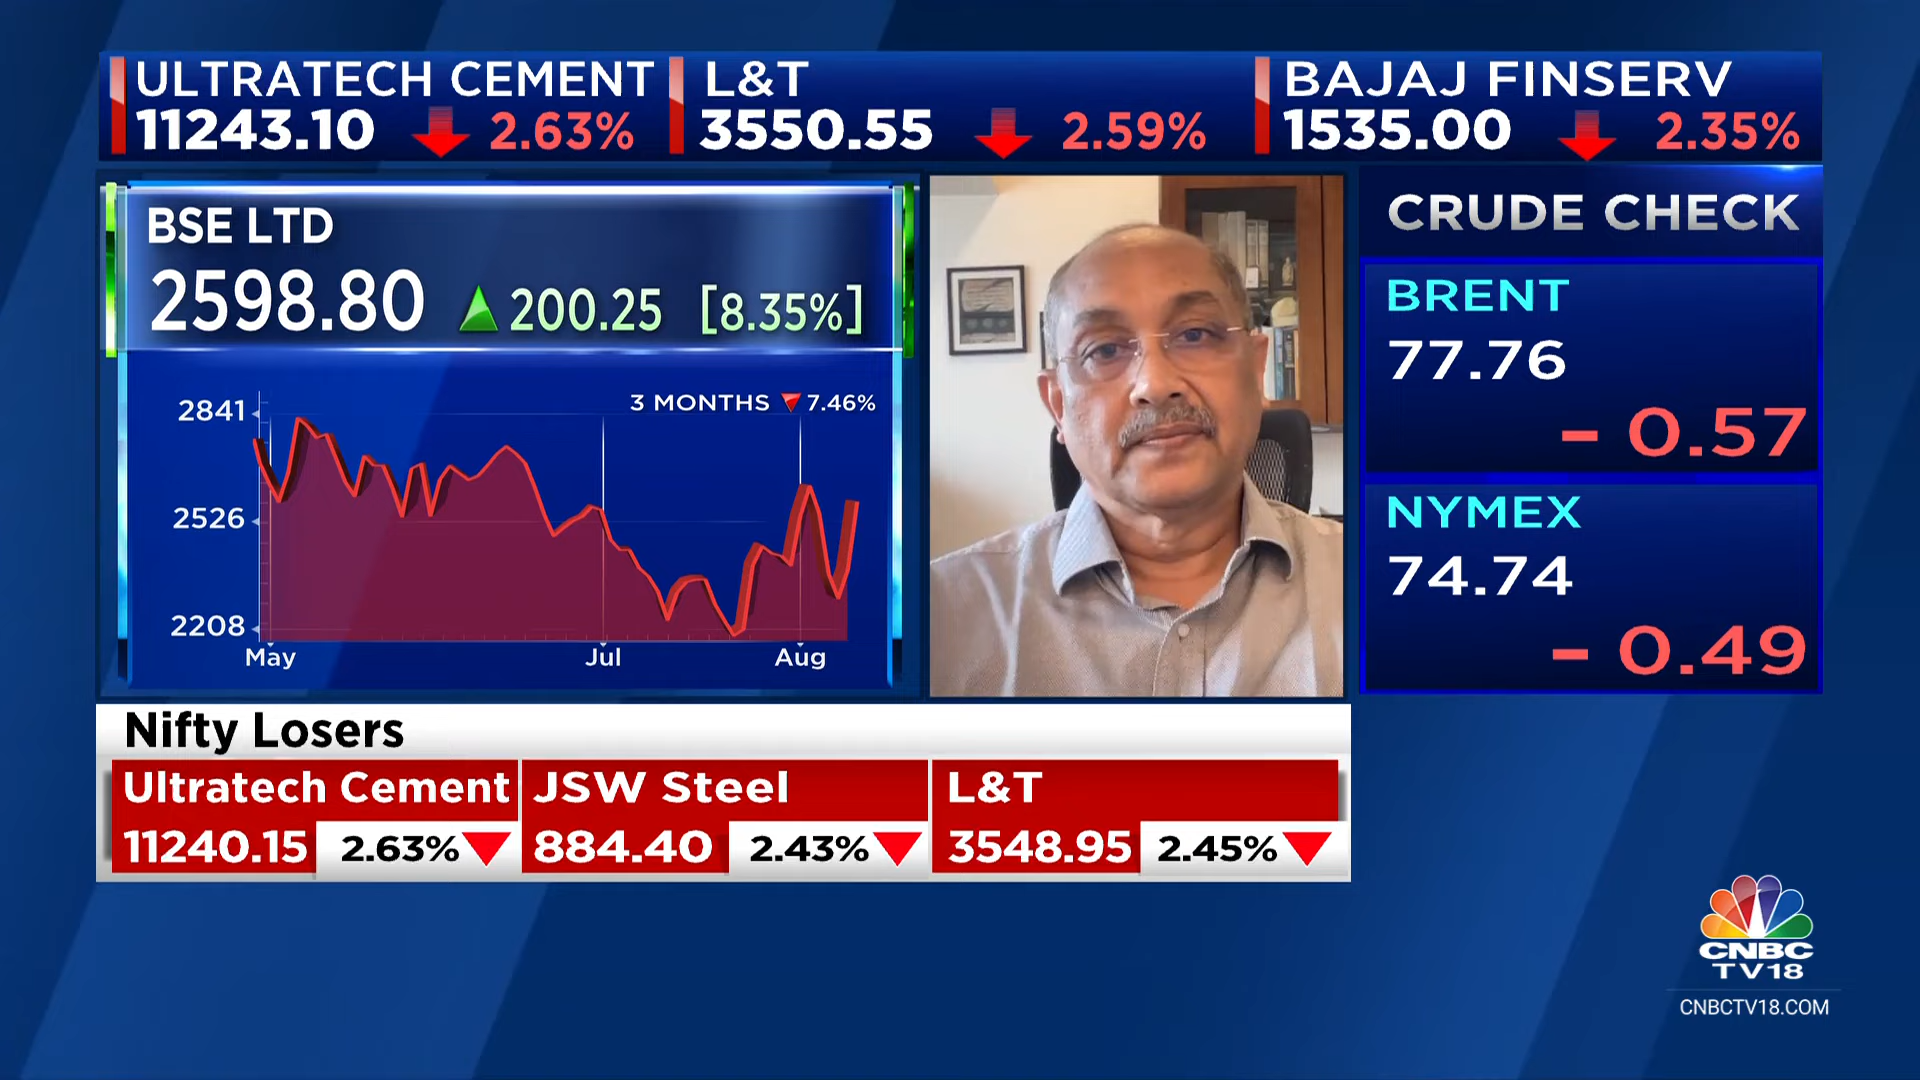 ULTRATECH CEMENT
11243.10 2.63%
L&T
3550.55 2.59%
BAJAJ FINSERV
1535.00 2.35%
BSE LTD
2598.80 200.25 [8.35%]
3 MONTHS 7.46%
2841
2526
2208
May Jul Aug
CRUDE CHECK
BRENT
77.76
- 0.57
NYMEX
74.74
- 0.49
Nifty Losers
Ultratech Cement
11240.15 2.63%
JSW Steel
884.40 2.43%
L&T
3548.95 2.45%
CNBC
TV18
CNBCTV18.COM